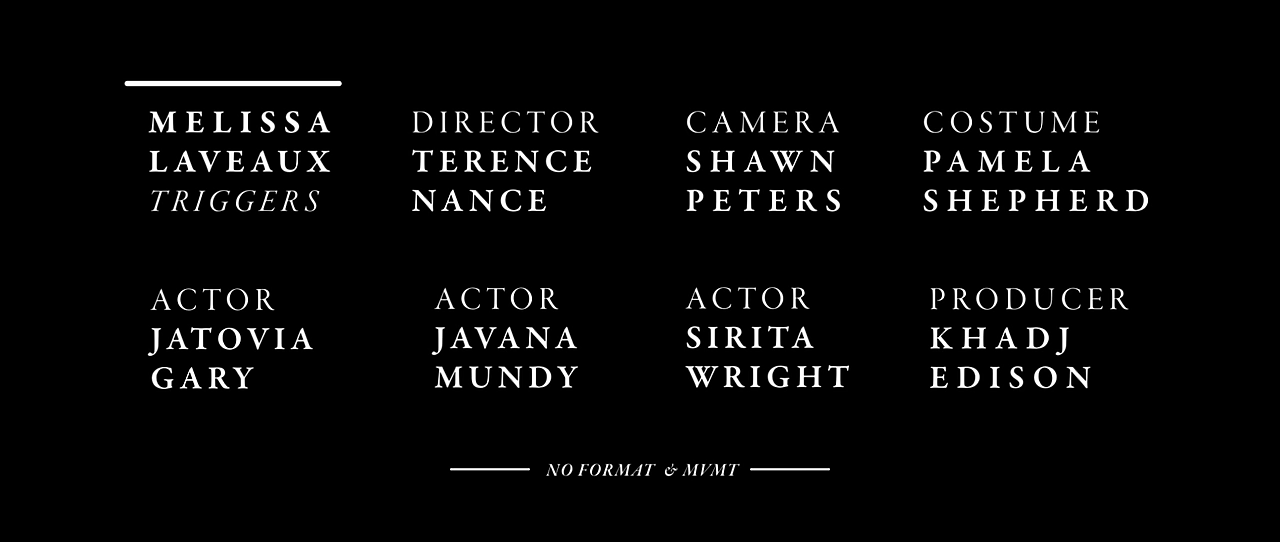 MELISSA
LAVEAUX
TRIGGERS
DIRECTOR
TERENCE
NANCE
CAMERA
SHAWN
PETERS
COSTUME
PAMELA
SHEPHERD
ACTOR
JATOVIA
GARY
ACTOR
JAVANA
MUNDY
ACTOR
SIRITA
WRIGHT
PRODUCER
KHADJ
EDISON
NO FORMAT & MVMT